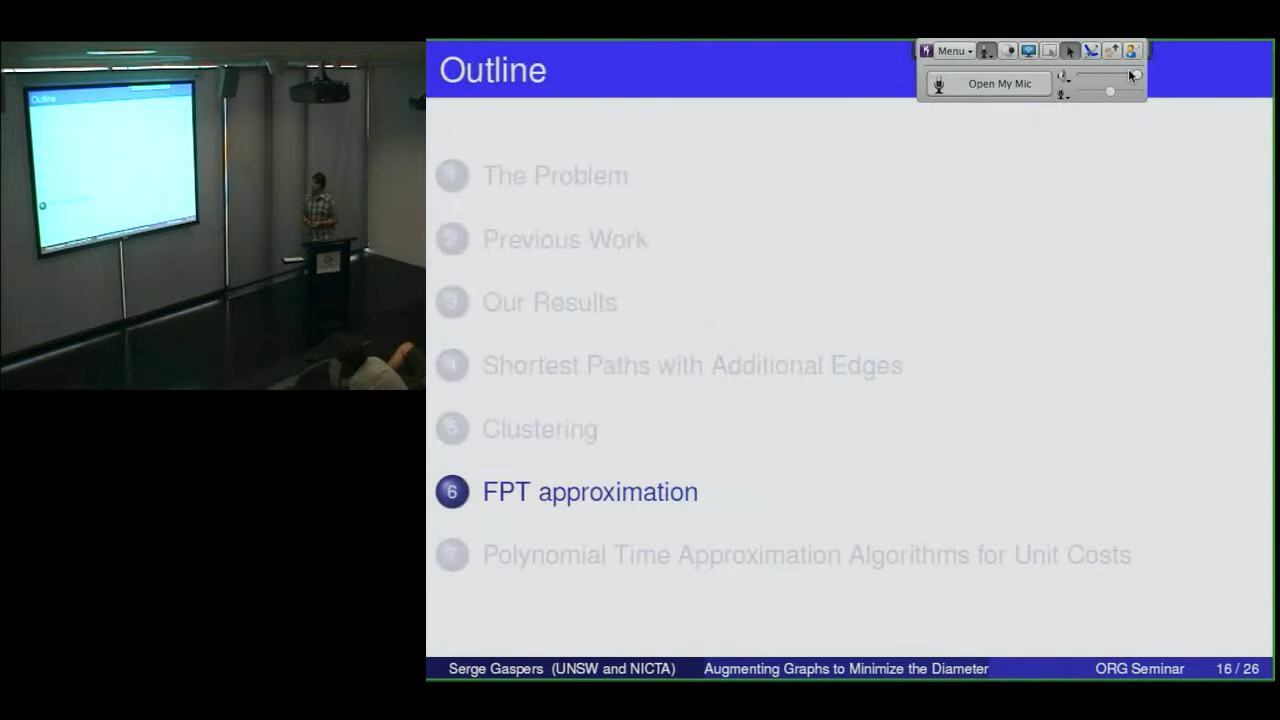 Outline
Menu
Open My Mic
1 The Problem
2 Previous Work
3 Our Results
4 Shortest Paths with Additional Edges
5 Clustering
6 FPT approximation
7 Polynomial Time Approximation Algorithms for Unit Costs
Serge Gaspers (UNSW and NICTA) Augmenting Graphs to Minimize the Diameter ORG Seminar 16 / 26
Outline